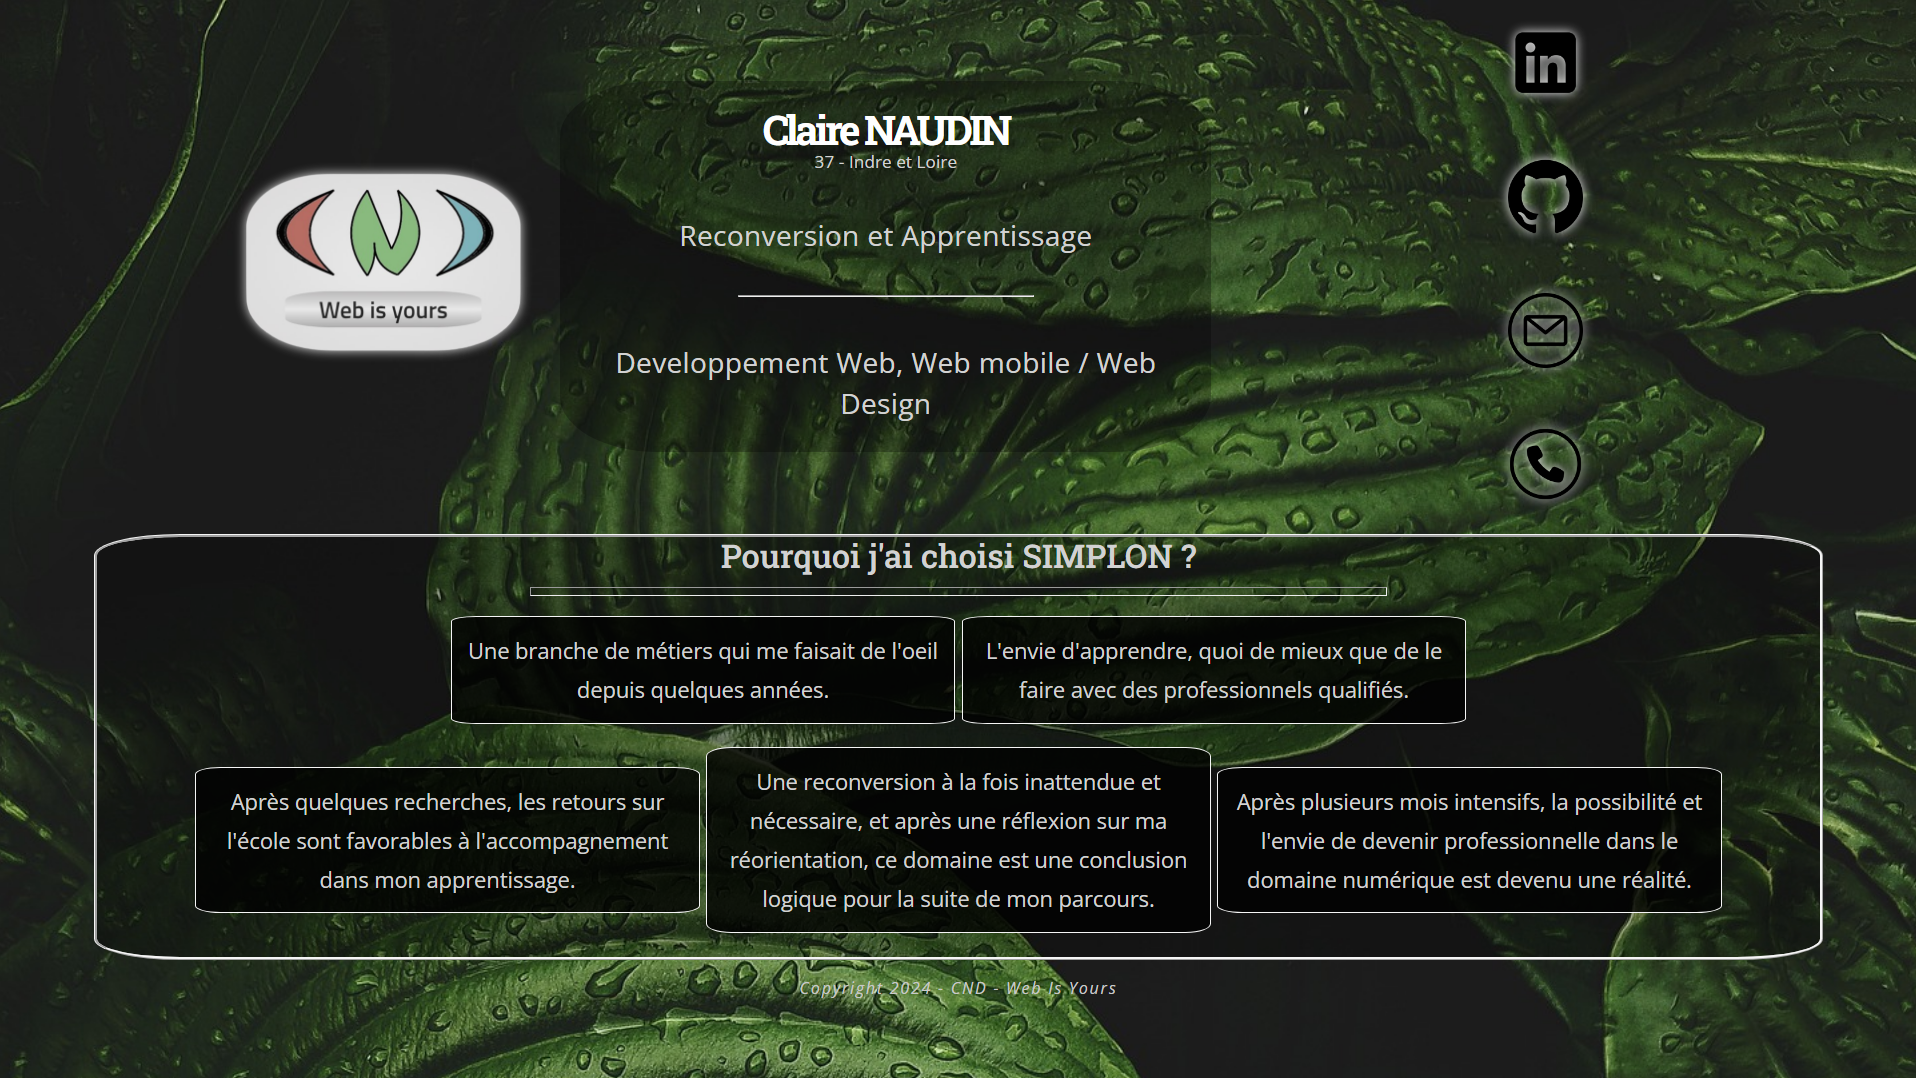 Claire NAUDIN
37 - Indre et Loire
Reconversion et Apprentissage
Developpement Web, Web mobile / Web
Design
CND
Web is yours
in
Pourquoi j'ai choisi SIMPLON ?
Une branche de métiers qui me faisait de l'oeil
depuis quelques années.
L'envie d'apprendre, quoi de mieux que de le
faire avec des professionnels qualifiés.
Après quelques recherches, les retours sur
l'école sont favorables à l'accompagnement
dans mon apprentissage.
Une reconversion à la fois inattendue et
nécessaire, et après une réflexion sur ma
réorientation, ce domaine est une conclusion
logique pour la suite de mon parcours.
Après plusieurs mois intensifs, la possibilité et
l'envie de devenir professionnelle dans le
domaine numérique est devenu une réalité.
Copyright 2024 - CND - Web Is Yours